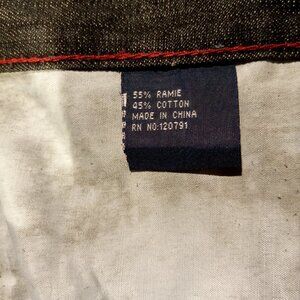 55% RAMIE
45% COTTON
MADE IN CHINA
RN NO:120791